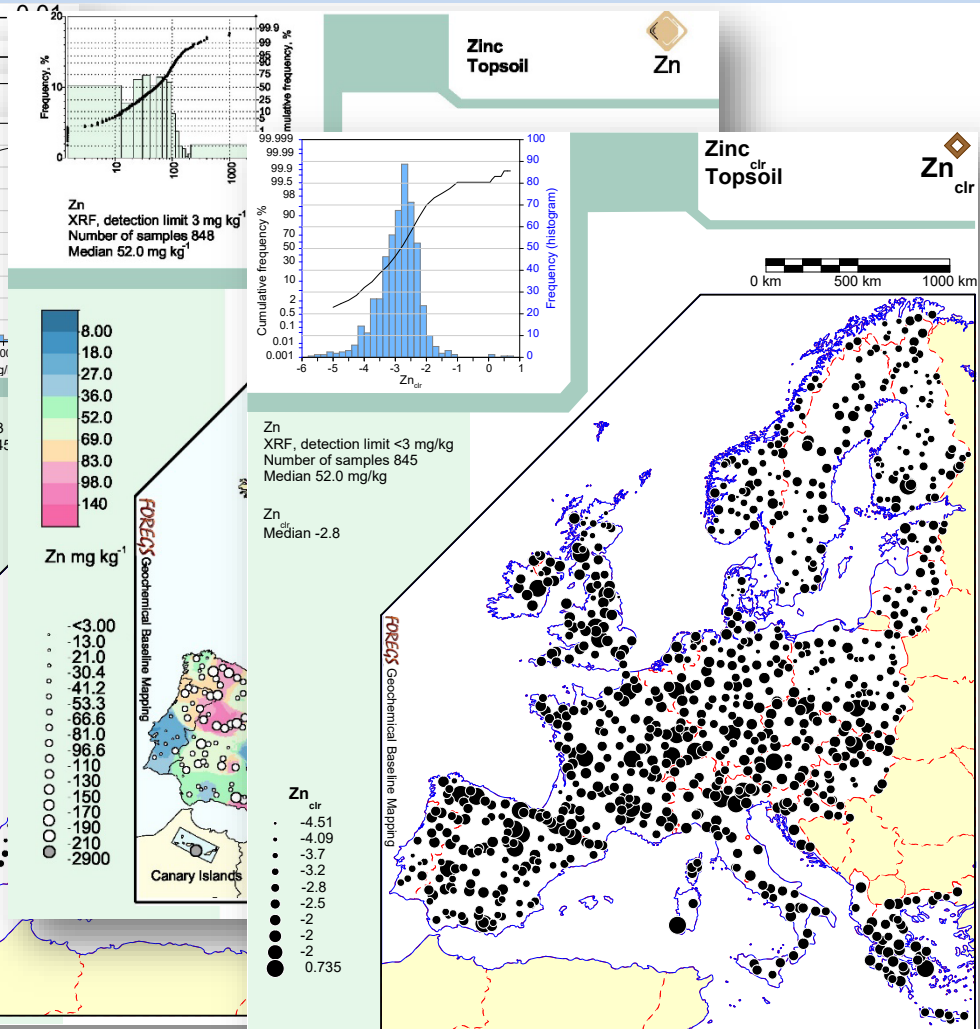 0.01
20
10
0
Frequency, %
10
100
1000
99.9
99
95
90
75
50
25
10
5
1
mulative frequency, %
Zinc
Topsoil
Zn
Zn
XRF, detection limit 3 mg kg-1
Number of samples 848
Median 52.0 mg kg-1
8.00
18.0
27.0
36.0
52.0
69.0
83.0
98.0
140
Zn mg kg-1
<3.00
13.0
21.0
30.4
41.2
53.3
66.6
81.0
96.6
110
130
150
170
190
210
2900
FOREGS Geochemical Baseline Mapping
Canary Islands
99.999
99.99
99.9
99.5
98
90
70
50
30
10
2
0.5
0.1
0.01
0.001
Cumulative frequency %
100
90
80
70
60
50
40
30
20
10
0
Frequency (histogram)
-6 -5 -4 -3 -2 -1 0 1
Znclr
Zinc
clr
Topsoil
Zn
clr
0 km 500 km 1000 km
Zn
XRF, detection limit <3 mg/kg
Number of samples 845
Median 52.0 mg/kg
Zn
clr
Median -2.8
FOREGS Geochemical Baseline Mapping
Zn
clr
-4.51
-4.09
-3.7
-3.2
-2.8
-2.5
-2
-2
-2
0.735